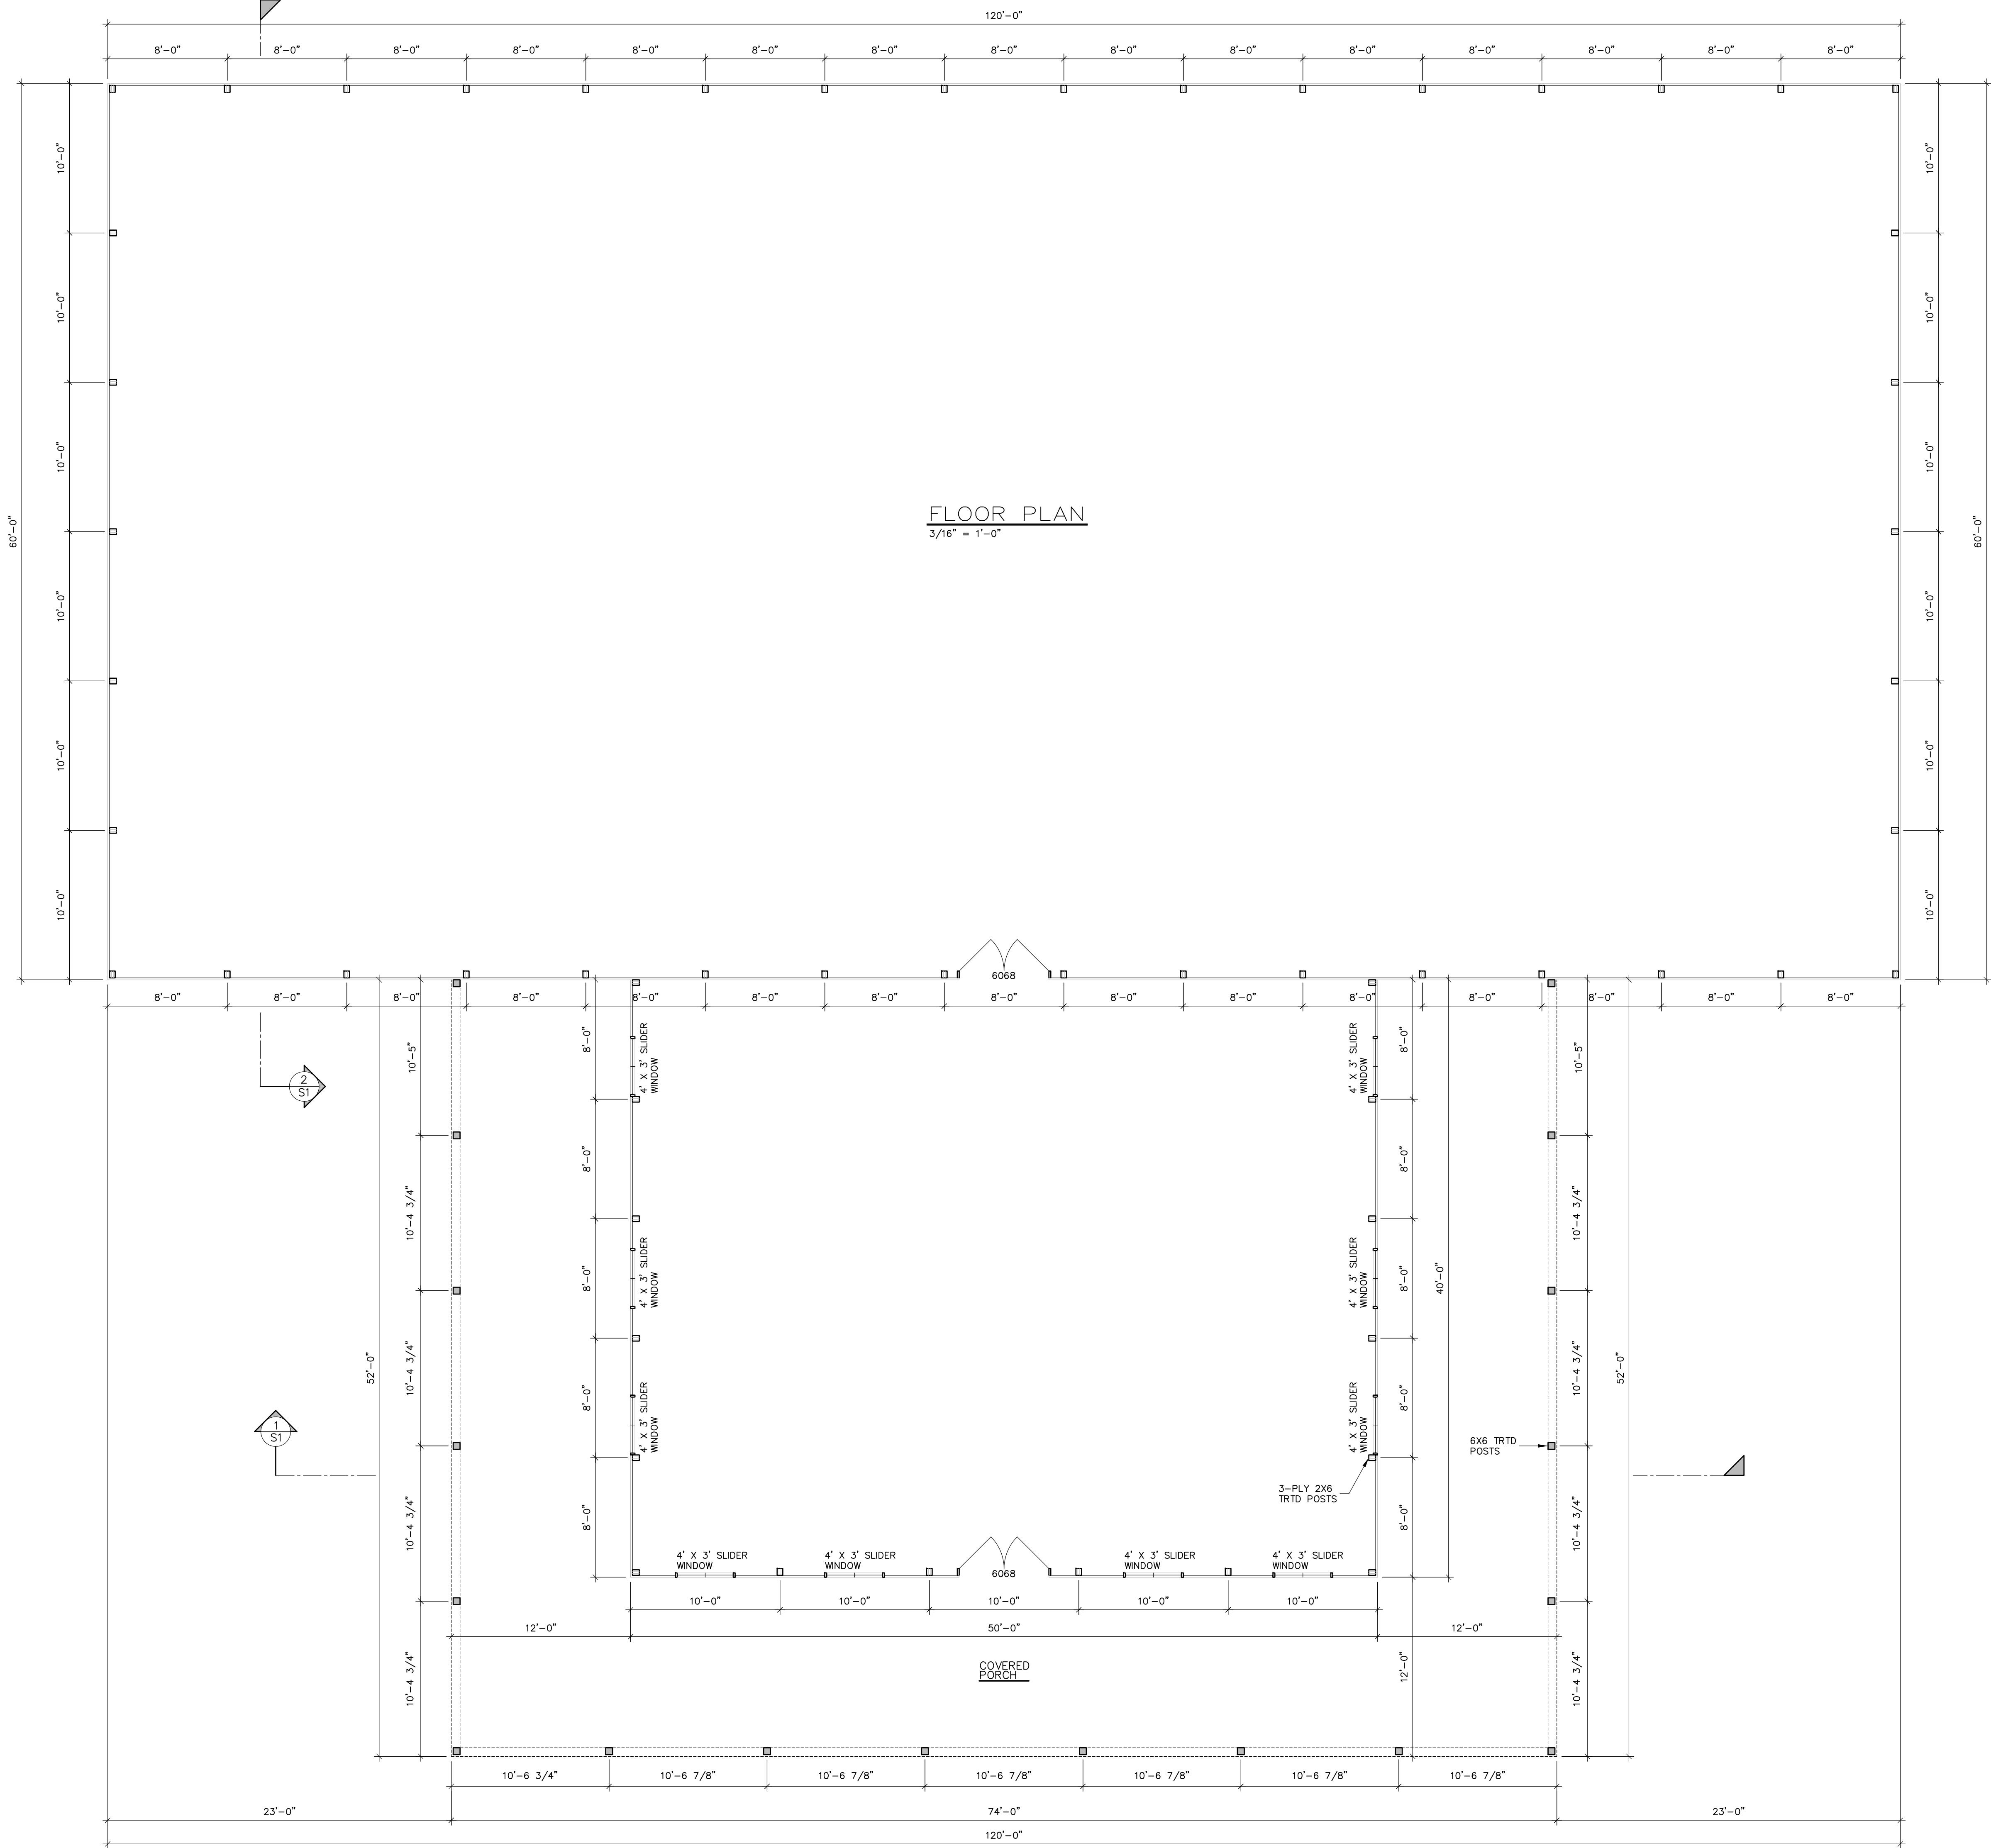 120'-0"
8'-0" 8'-0" 8'-0" 8'-0" 8'-0" 8'-0" 8'-0" 8'-0" 8'-0" 8'-0" 8'-0" 8'-0" 8'-0" 8'-0" 8'-0"
10'-0"
10'-0"
10'-0"
10'-0"
10'-0"
10'-0"
60'-0"
10'-0"
10'-0"
10'-0"
10'-0"
10'-0"
10'-0"
60'-0"
FLOOR PLAN
3/16" = 1'-0"
6068
8'-0" 8'-0" 8'-0" 8'-0" 8'-0" 8'-0" 8'-0" 8'-0" 8'-0" 8'-0" 8'-0" 8'-0" 8'-0" 8'-0" 8'-0"
2
S1
1
S1
52'-0"
10'-5"
10'-4 3/4"
10'-4 3/4"
10'-4 3/4"
10'-4 3/4"
8'-0"
8'-0"
8'-0"
8'-0"
8'-0"
4' X 3' SLIDER
WINDOW
4' X 3' SLIDER
WINDOW
4' X 3' SLIDER
WINDOW
4' X 3' SLIDER
WINDOW
4' X 3' SLIDER
WINDOW
4' X 3' SLIDER
WINDOW
8'-0"
8'-0"
8'-0"
8'-0"
8'-0"
12'-0"
40'-0"
10'-5"
10'-4 3/4"
10'-4 3/4"
10'-4 3/4"
10'-4 3/4"
52'-0"
6X6 TRTD
POSTS
3-PLY 2X6
TRTD POSTS
4' X 3' SLIDER
WINDOW
4' X 3' SLIDER
WINDOW
6068
4' X 3' SLIDER
WINDOW
4' X 3' SLIDER
WINDOW
10'-0" 10'-0" 10'-0" 10'-0" 10'-0"
12'-0" 50'-0" 12'-0"
COVERED
PORCH
10'-6 3/4" 10'-6 7/8" 10'-6 7/8" 10'-6 7/8" 10'-6 7/8" 10'-6 7/8" 10'-6 7/8"
23'-0" 74'-0" 23'-0"
120'-0"